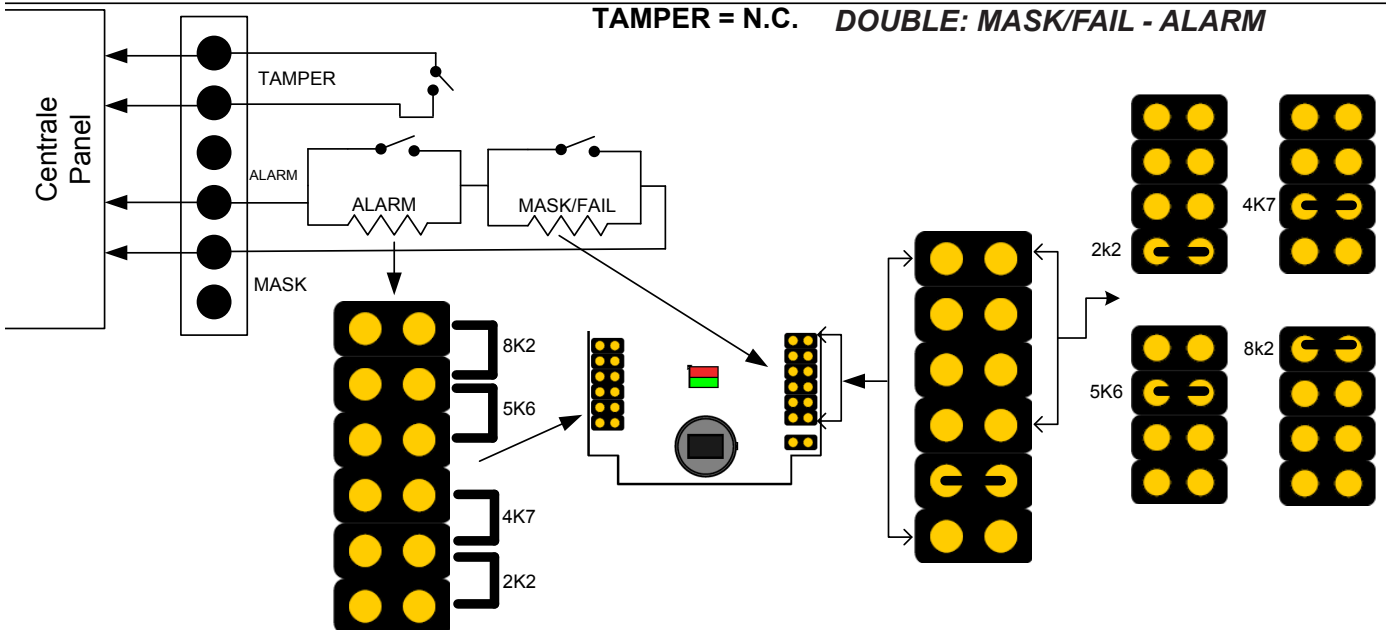 TAMPER = N.C. DOUBLE: MASK/FAIL - ALARM
Centrale
Panel
TAMPER
ALARM
ALARM
MASK/FAIL
MASK
8K2
5K6
4K7
2K2
2k2
4K7
5K6
8k2